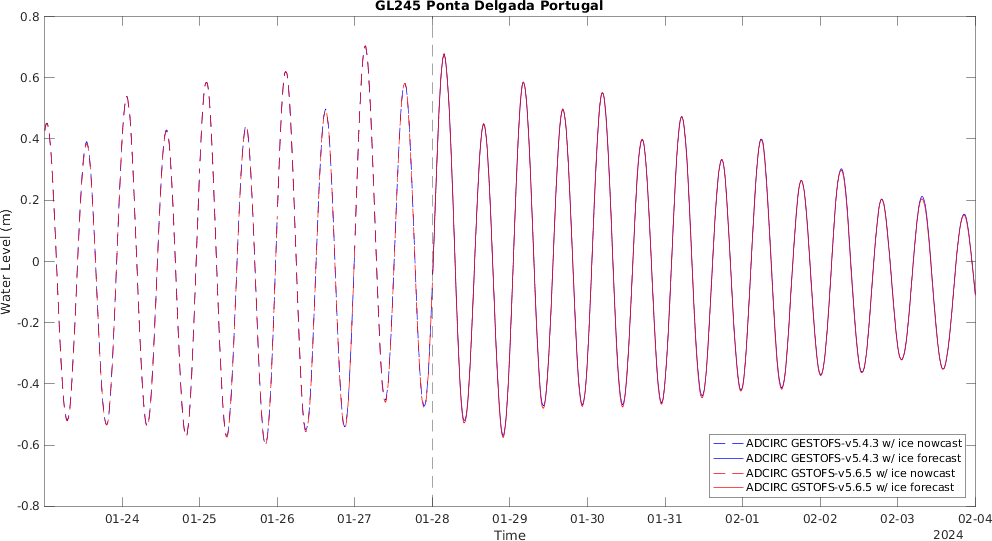 GL245 Ponta Delgada Portugal
0.8
0.6
0.4
0.2
0
-0.2
-0.4
-0.6
-0.8
Water Level (m)
ADCIRC GESTOFS-v5.4.3 w/ ice nowcast
ADCIRC GESTOFS-v5.4.3 w/ ice forecast
ADCIRC GSTOFS-v5.6.5 w/ ice nowcast
ADCIRC GSTOFS-v5.6.5 w/ ice forecast
01-24 01-25 01-26 01-27 01-28 01-29 01-30 01-31 02-01 02-02 02-03 02-04
Time
2024